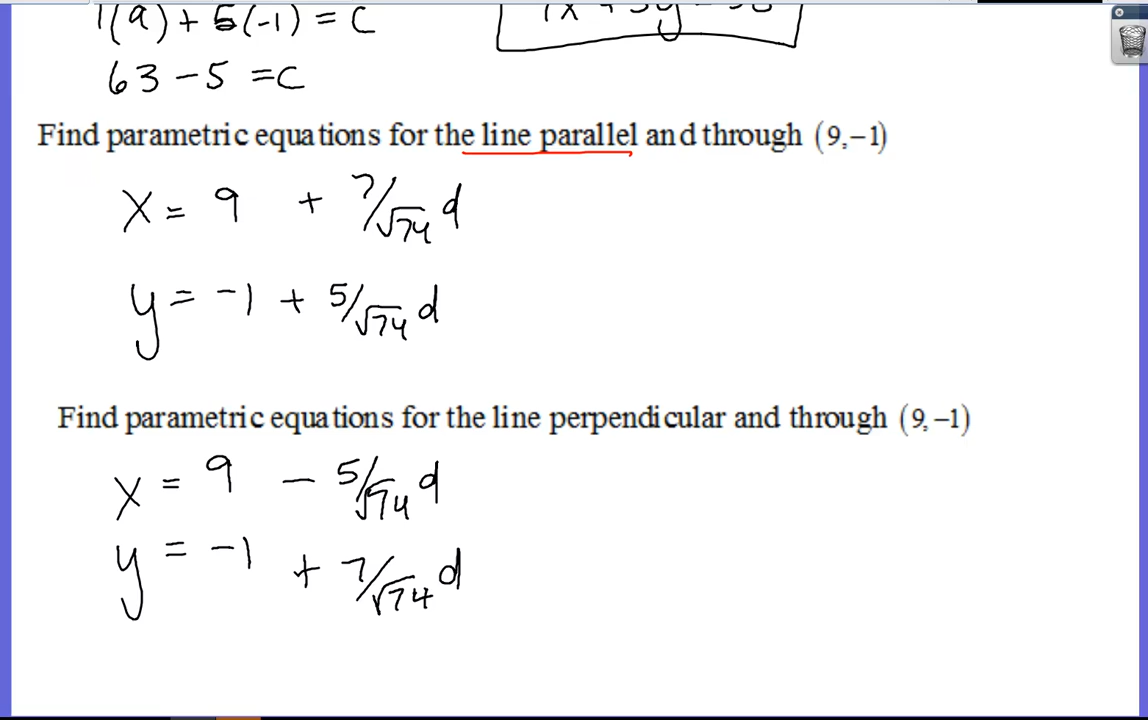 (9) + 5(-1) = C
63 - 5 = C
Find parametric equations for the line parallel and through (9,-1)
x = 9 + 7/√74 d
y = -1 + 5/√74 d
Find parametric equations for the line perpendicular and through (9,-1)
x = 9 - 5/√74 d
y = -1 + 7/√74 d